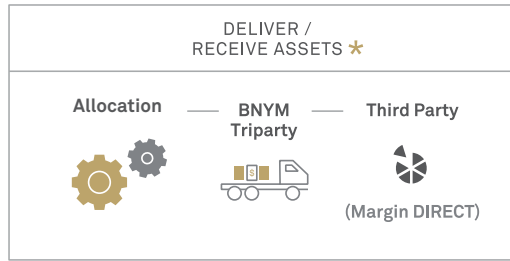 DELIVER /
RECEIVE ASSETS *
Allocation — BNYM Triparty — Third Party
$
(Margin DIRECT)